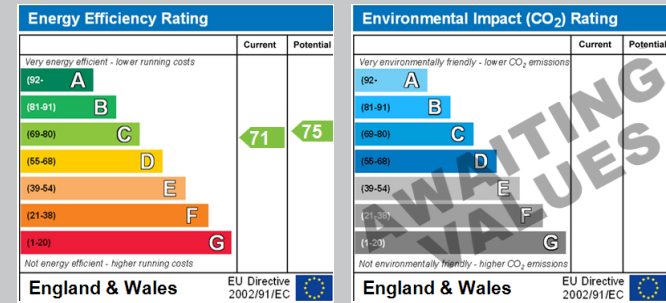 Energy Efficiency Rating
Current Potential
Very energy efficient - lower running costs
(92- A
(81-91) B
(69-80) C
71 75
(55-68) D
(39-54) E
(21-38) F
(1-20) G
Not energy efficient - higher running costs
England & Wales
EU Directive
2002/91/EC
Environmental Impact (CO2) Rating
Current Potential
Very environmentally friendly - lower CO2 emissions
(92- A
(81-91) B
(69-80) C
(55-68) D
(39-54) E
(21-38) F
(1-20) G
AWAITING
VALUES
Not environmentally friendly - higher CO2 emissions
England & Wales
EU Directive
2002/91/EC